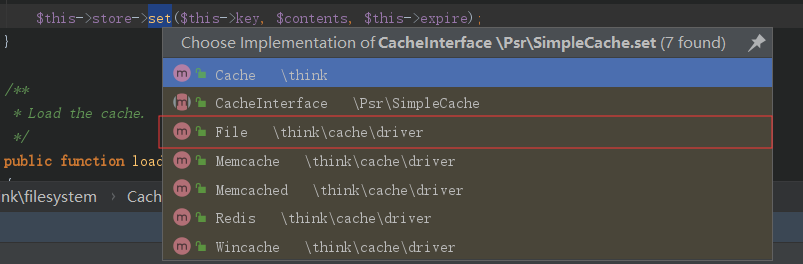 $this->store->set($this->key, $contents, $this->expire);
}
Choose Implementation of CacheInterface \Psr\SimpleCache.set (7 found)
m Cache \think
/**
m CacheInterface \Psr\SimpleCache
* Load the cache.
m File \think\cache\driver
*/
public function load
m Memcache \think\cache\driver
m Memcached \think\cache\driver
nk\filesystem › Cach
m Redis \think\cache\driver
m Wincache \think\cache\driver